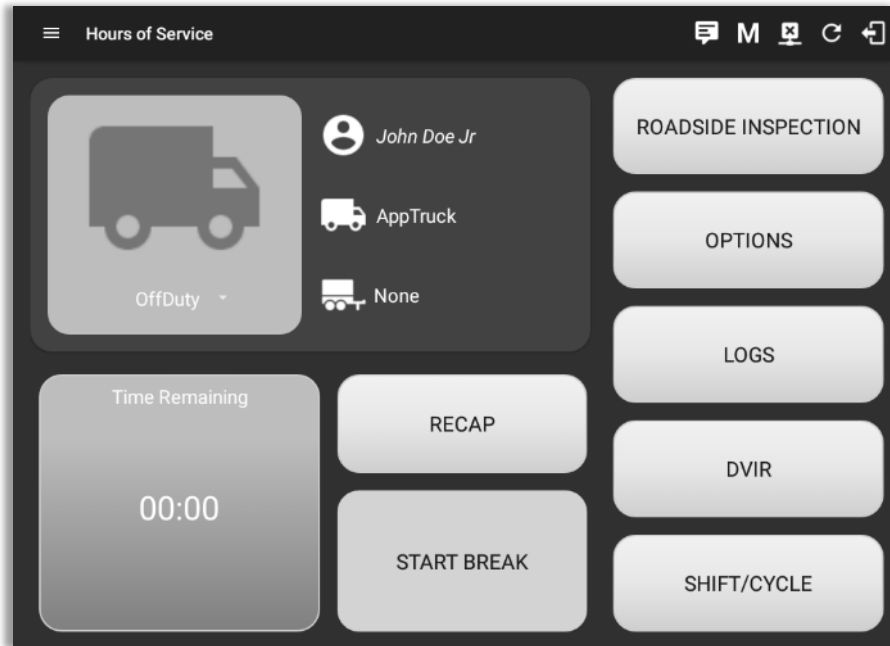 Hours of Service
M
John Doe Jr
AppTruck
None
OffDuty
Time Remaining
00:00
RECAP
START BREAK
ROADSIDE INSPECTION
OPTIONS
LOGS
DVIR
SHIFT/CYCLE